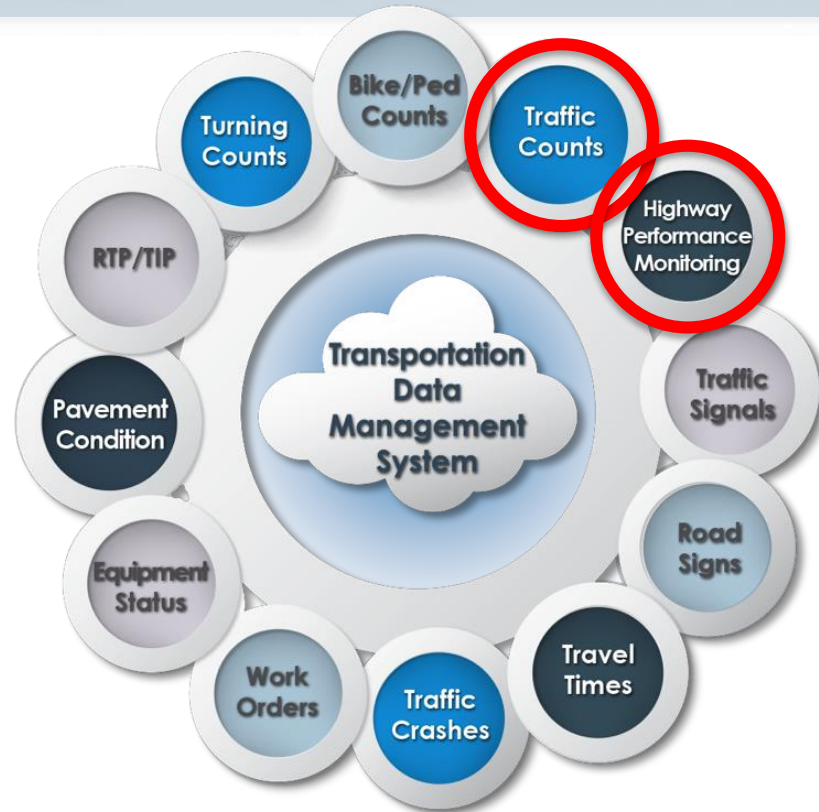 Bike/Ped
Counts
Traffic
Counts
Turning
Counts
Highway
Performance
Monitoring
RTP/TIP
Transportation
Data
Management
System
Traffic
Signals
Pavement
Condition
Road
Signs
Equipment
Status
Travel
Times
Work
Orders
Traffic
Crashes